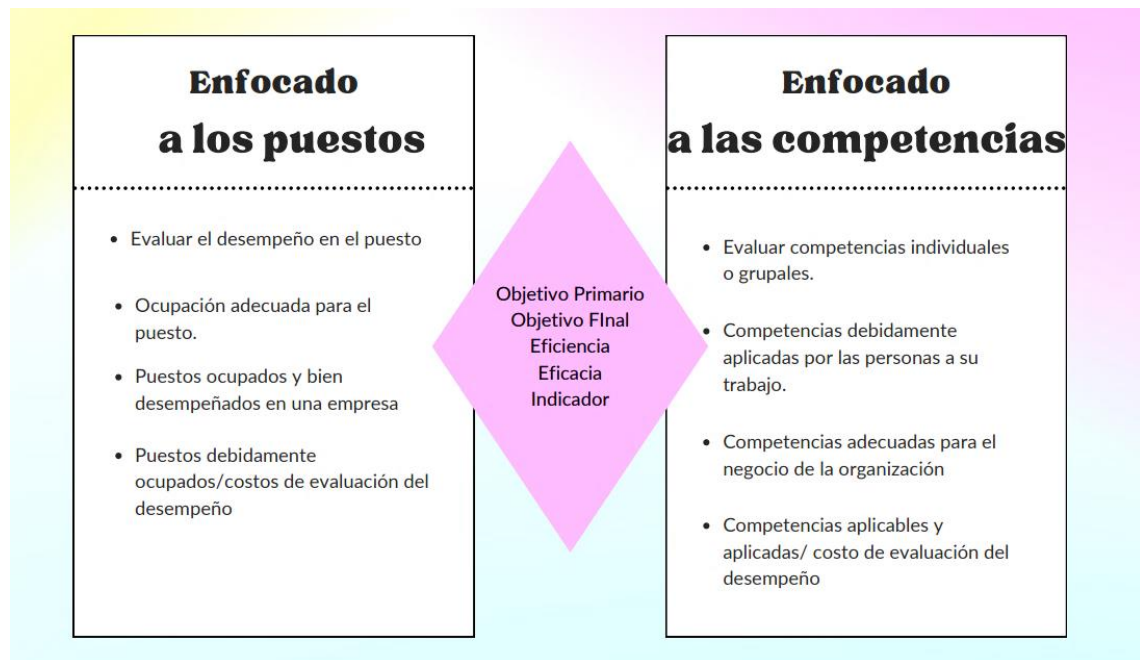 Enfocado
a los puestos
• Evaluar el desempeño en el puesto
• Ocupación adecuada para el
puesto.
• Puestos ocupados y bien
desempeñados en una empresa
• Puestos debidamente
ocupados/costos de evaluación del
desempeño
Objetivo Primario
Objetivo FInal
Eficiencia
Eficacia
Indicador
Enfocado
a las competencias
• Evaluar competencias individuales
o grupales.
• Competencias debidamente
aplicadas por las personas a su
trabajo.
• Competencias adecuadas para el
negocio de la organización
• Competencias aplicables y
aplicadas/ costo de evaluación del
desempeño